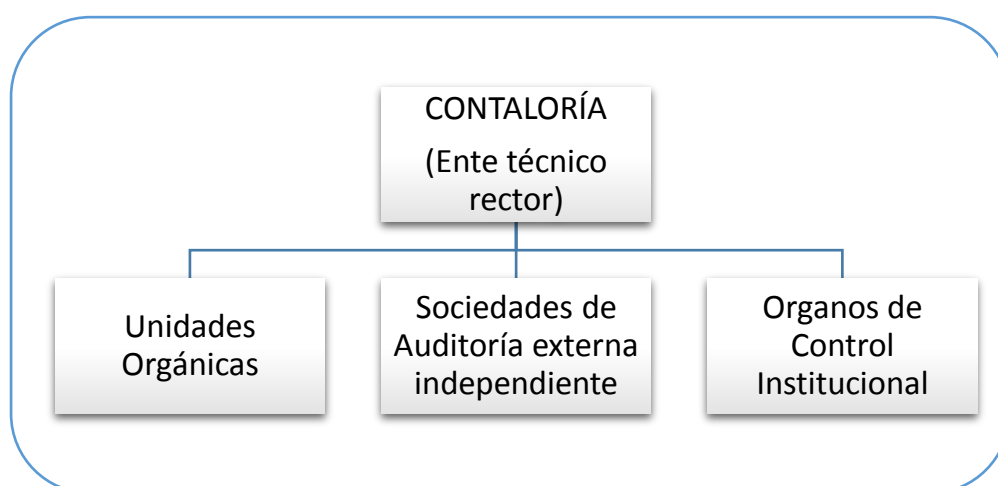 CONTALORÍA
(Ente técnico
rector)
Unidades
Orgánicas
Sociedades de
Auditoría externa
independiente
Organos de
Control
Institucional